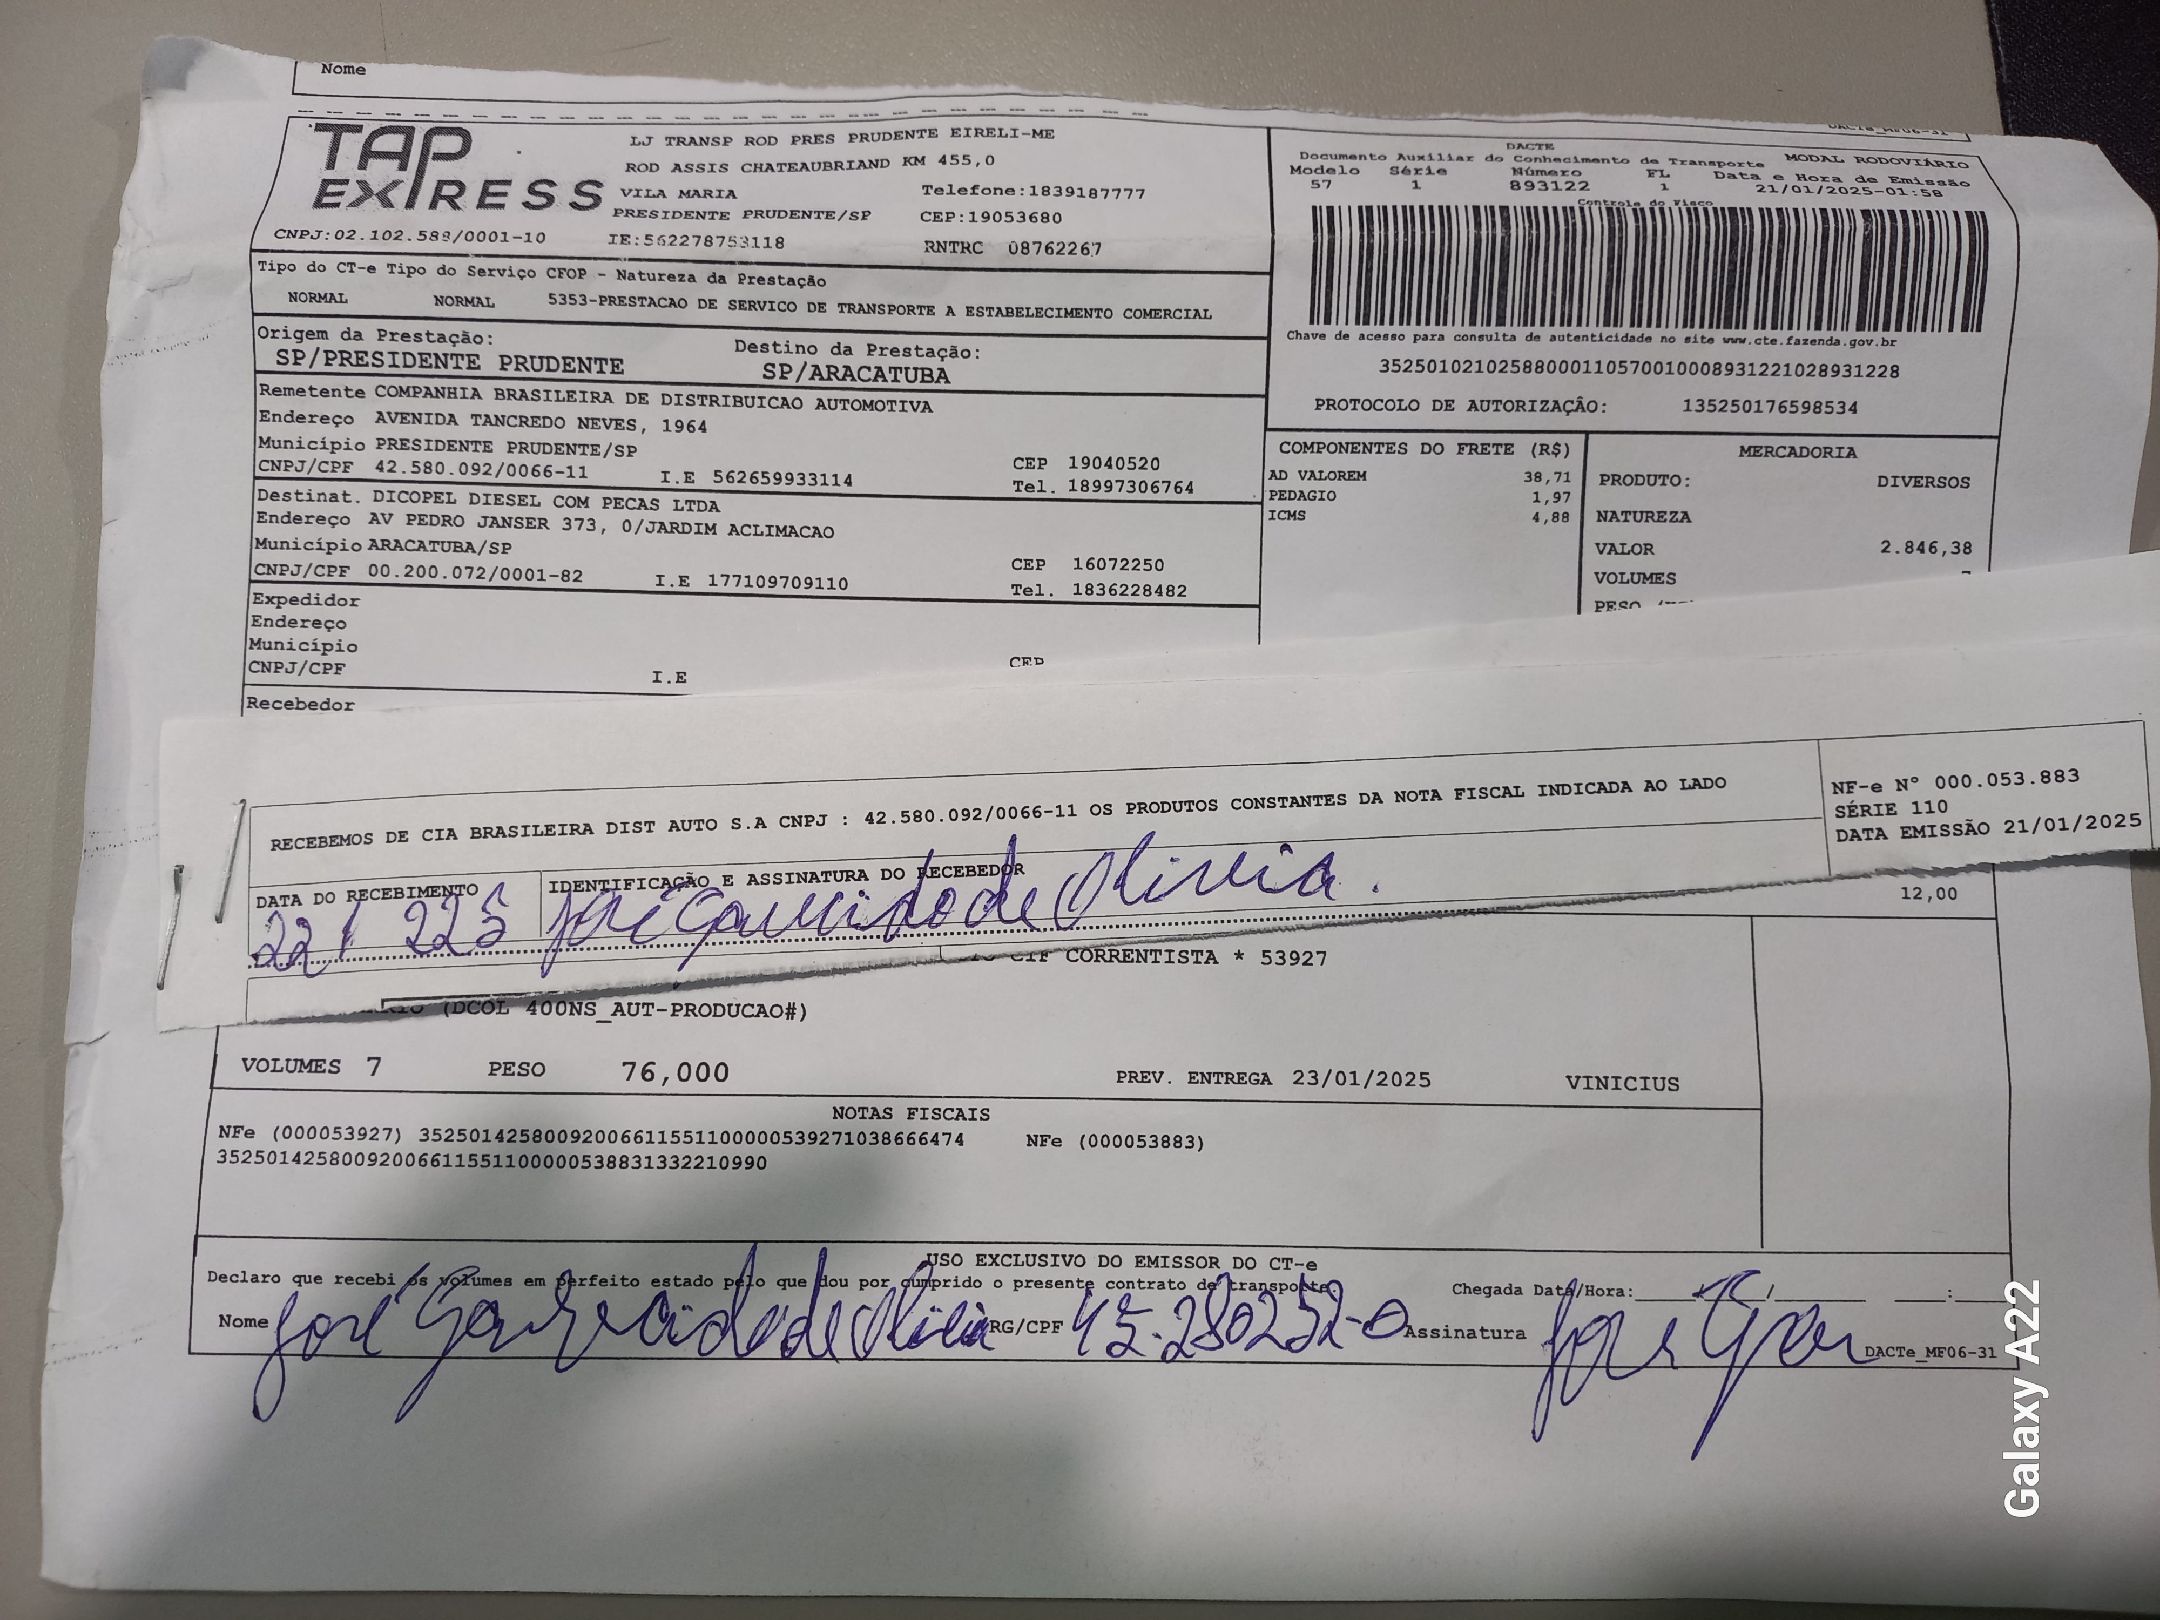 Nome
TAP EXPRESS
LJ TRANSP ROD PRES PRUDENTE EIRELI-ME
ROD ASSIS CHATEAUBRIAND KM 455,0
VILA MARIA Telefone:1839187777
PRESIDENTE PRUDENTE/SP CEP:19053680
CNPJ:02.102.588/0001-10 IE:562278753118 RNTRC 08762267
DACTE
Documento Auxiliar do Conhecimento de Transporte MODAL RODOVIÁRIO
Modelo Série Número FL Data e Hora de Emissão
57 1 893122 1 21/01/2025-01:58
Controle do Fisco
Chave de acesso para consulta de autenticidade no site www.cte.fazenda.gov.br
35250102102588000110570010008931221028931228
PROTOCOLO DE AUTORIZAÇÂO: 135250176598534
Tipo do CT-e Tipo do Serviço CFOP - Natureza da Prestação
NORMAL NORMAL 5353-PRESTACAO DE SERVICO DE TRANSPORTE A ESTABELECIMENTO COMERCIAL
Origem da Prestação: Destino da Prestação:
SP/PRESIDENTE PRUDENTE SP/ARACATUBA
Remetente COMPANHIA BRASILEIRA DE DISTRIBUICAO AUTOMOTIVA
Endereço AVENIDA TANCREDO NEVES, 1964
Município PRESIDENTE PRUDENTE/SP CEP 19040520
CNPJ/CPF 42.580.092/0066-11 I.E 562659933114 Tel. 18997306764
Destinat. DICOPEL DIESEL COM PECAS LTDA
Endereço AV PEDRO JANSER 373, 0/JARDIM ACLIMACAO
Município ARACATUBA/SP CEP 16072250
CNPJ/CPF 00.200.072/0001-82 I.E 177109709110 Tel. 1836228482
Expedidor
Endereço
Município
CNPJ/CPF I.E CEP
Recebedor
COMPONENTES DO FRETE (R$)
AD VALOREM 38,71
PEDAGIO 1,97
ICMS 4,88
MERCADORIA
PRODUTO: DIVERSOS
NATUREZA
VALOR 2.846,38
VOLUMES
PESO
RECEBEMOS DE CIA BRASILEIRA DIST AUTO S.A CNPJ : 42.580.092/0066-11 OS PRODUTOS CONSTANTES DA NOTA FISCAL INDICADA AO LADO
NF-e N° 000.053.883
SÉRIE 110
DATA EMISSÃO 21/01/2025
DATA DO RECEBIMENTO IDENTIFICAÇÃO E ASSINATURA DO RECEBEDOR
22/ 225 José de Oliveira.
12,00
CIF CORRENTISTA * 53927
(DCOL 400NS_AUT-PRODUCAO#)
VOLUMES 7 PESO 76,000 PREV. ENTREGA 23/01/2025 VINICIUS
NOTAS FISCAIS
NFe (000053927) 35250142580092006611551100000539271038666474 NFe (000053883)
35250142580092006611551100000538831332210990
USO EXCLUSIVO DO EMISSOR DO CT-e
Declaro que recebi os volumes em perfeito estado pelo que dou por cumprido o presente contrato de transporte Chegada Data/Hora: / / :
Nome José de RG/CPF 45.280252-0 Assinatura José DACTe_MF06-31
Galaxy A22